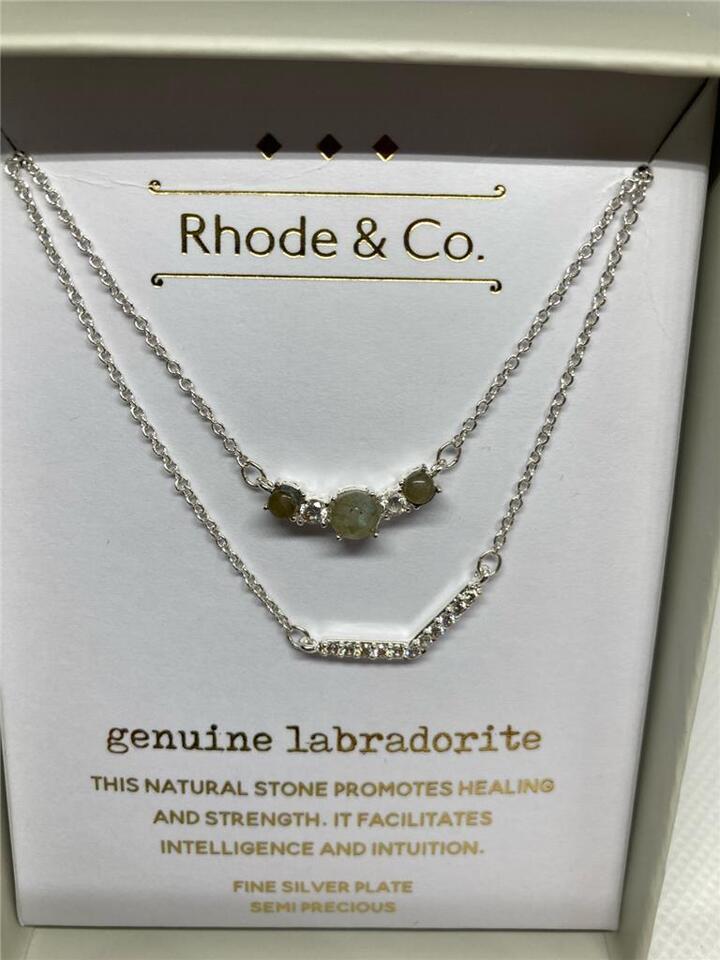 Rhode & Co.
genuine labradorite
THIS NATURAL STONE PROMOTES HEALING
AND STRENGTH. IT FACILITATES
INTELLIGENCE AND INTUITION.
FINE SILVER PLATE
SEMI PRECIOUS